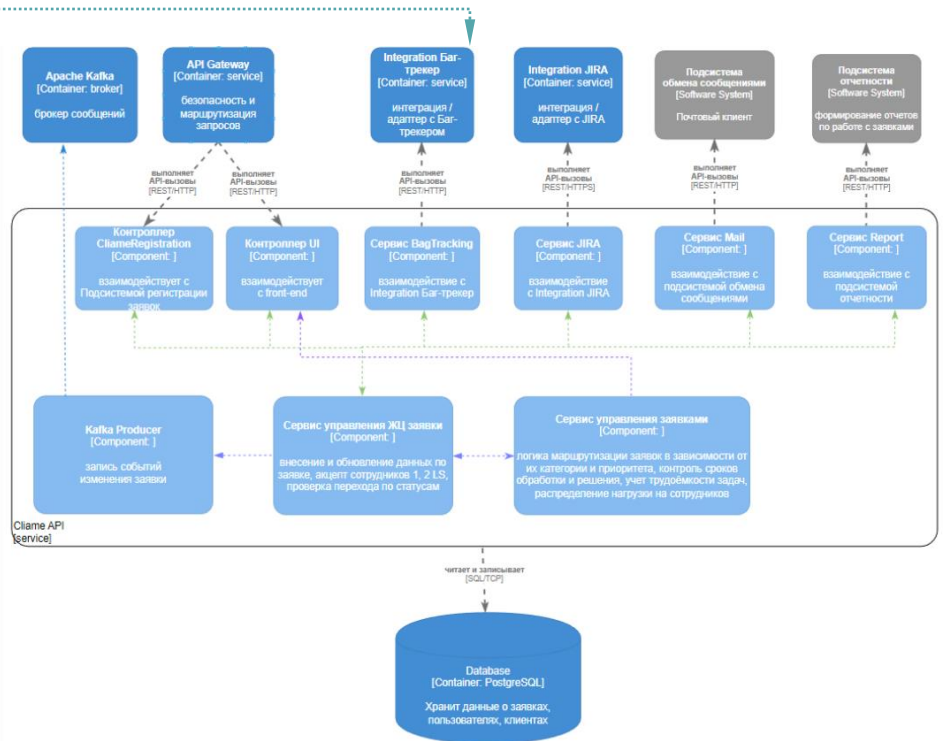 Apache Kafka
[Container: broker]
брокер сообщений
API Gateway
[Container: service]
безопасность и
маршрутизация
запросов
Integration Баг-
трекер
[Container: service]
интеграция /
адаптер с Баг-
трекером
Integration JIRA
[Container: service]
интеграция /
адаптер с JIRA
Подсистема
обмена сообщениями
[Software System]
Почтовый клиент
Подсистема
отчетности
[Software System]
формирование отчетов
по работе с заявками
выполняет
API-вызовы
[REST/HTTP]
выполняет
API-вызовы
[REST/HTTP]
выполняет
API-вызовы
[REST/HTTP]
выполняет
API-вызовы
[REST/HTTPS]
выполняет
API-вызовы
[REST/HTTP]
выполняет
API-вызовы
[REST/HTTP]
Контроллер
CliameRegistration
[Component: ]
взаимодействует с
Подсистемой регистрации
заявок
Контроллер UI
[Component: ]
взаимодействует
с front-end
Сервис BagTracking
[Component: ]
взаимодействие с
Integration Баг-трекер
Сервис JIRA
[Component: ]
взаимодействие
с Integration JIRA
Сервис Mail
[Component: ]
взаимодействие с
подсистемой обмена
сообщениями
Сервис Report
[Component: ]
взаимодействие с
подсистемой
отчетности
Kafka Producer
[Component: ]
запись событий
изменения заявки
Сервис управления ЖЦ заявки
[Component: ]
внесение и обновление данных по
заявке, акцепт сотрудников 1, 2 LS,
проверка перехода по статусам
Сервис управления заявками
[Component: ]
логика маршрутизации заявок в зависимости от
их категории и приоритета, контроль сроков
обработки и решения, учет трудоёмкости задач,
распределение нагрузки на сотрудников
Cliame API
[service]
читает и записывает
[SQL/TCP]
Database
[Container: PostgreSQL]
Хранит данные о заявках,
пользователях, клиентах